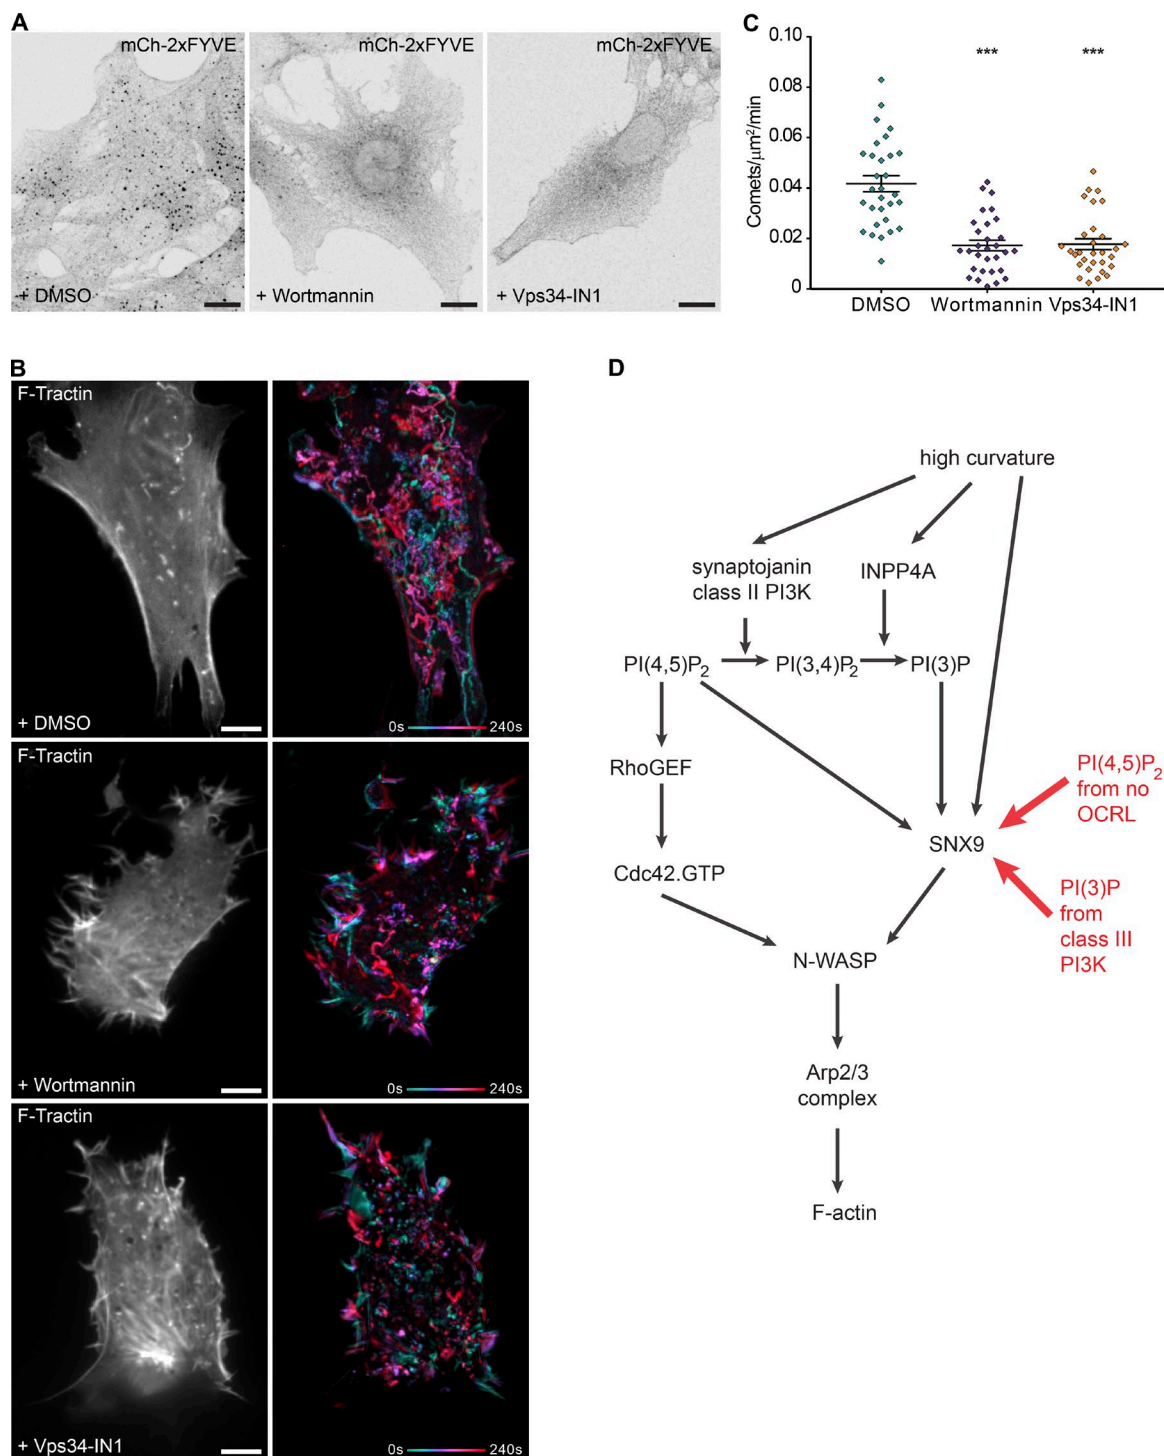 A
mCh-2xFYVE
mCh-2xFYVE
mCh-2xFYVE
+ DMSO
+ Wortmannin
+ Vps34-IN1
C
0.10
0.08
0.06
0.04
0.02
0
Comets/μm²/min
***
***
DMSO
Wortmannin
Vps34-IN1
B
F-Tractin
+ DMSO
0s
240s
F-Tractin
+ Wortmannin
0s
240s
F-Tractin
+ Vps34-IN1
0s
240s
D
high curvature
synaptojanin
class II PI3K
INPP4A
PI(4,5)P₂
PI(3,4)P₂
PI(3)P
RhoGEF
Cdc42.GTP
SNX9
PI(4,5)P₂
from no
OCRL
PI(3)P
from
class III
PI3K
N-WASP
Arp2/3
complex
F-actin